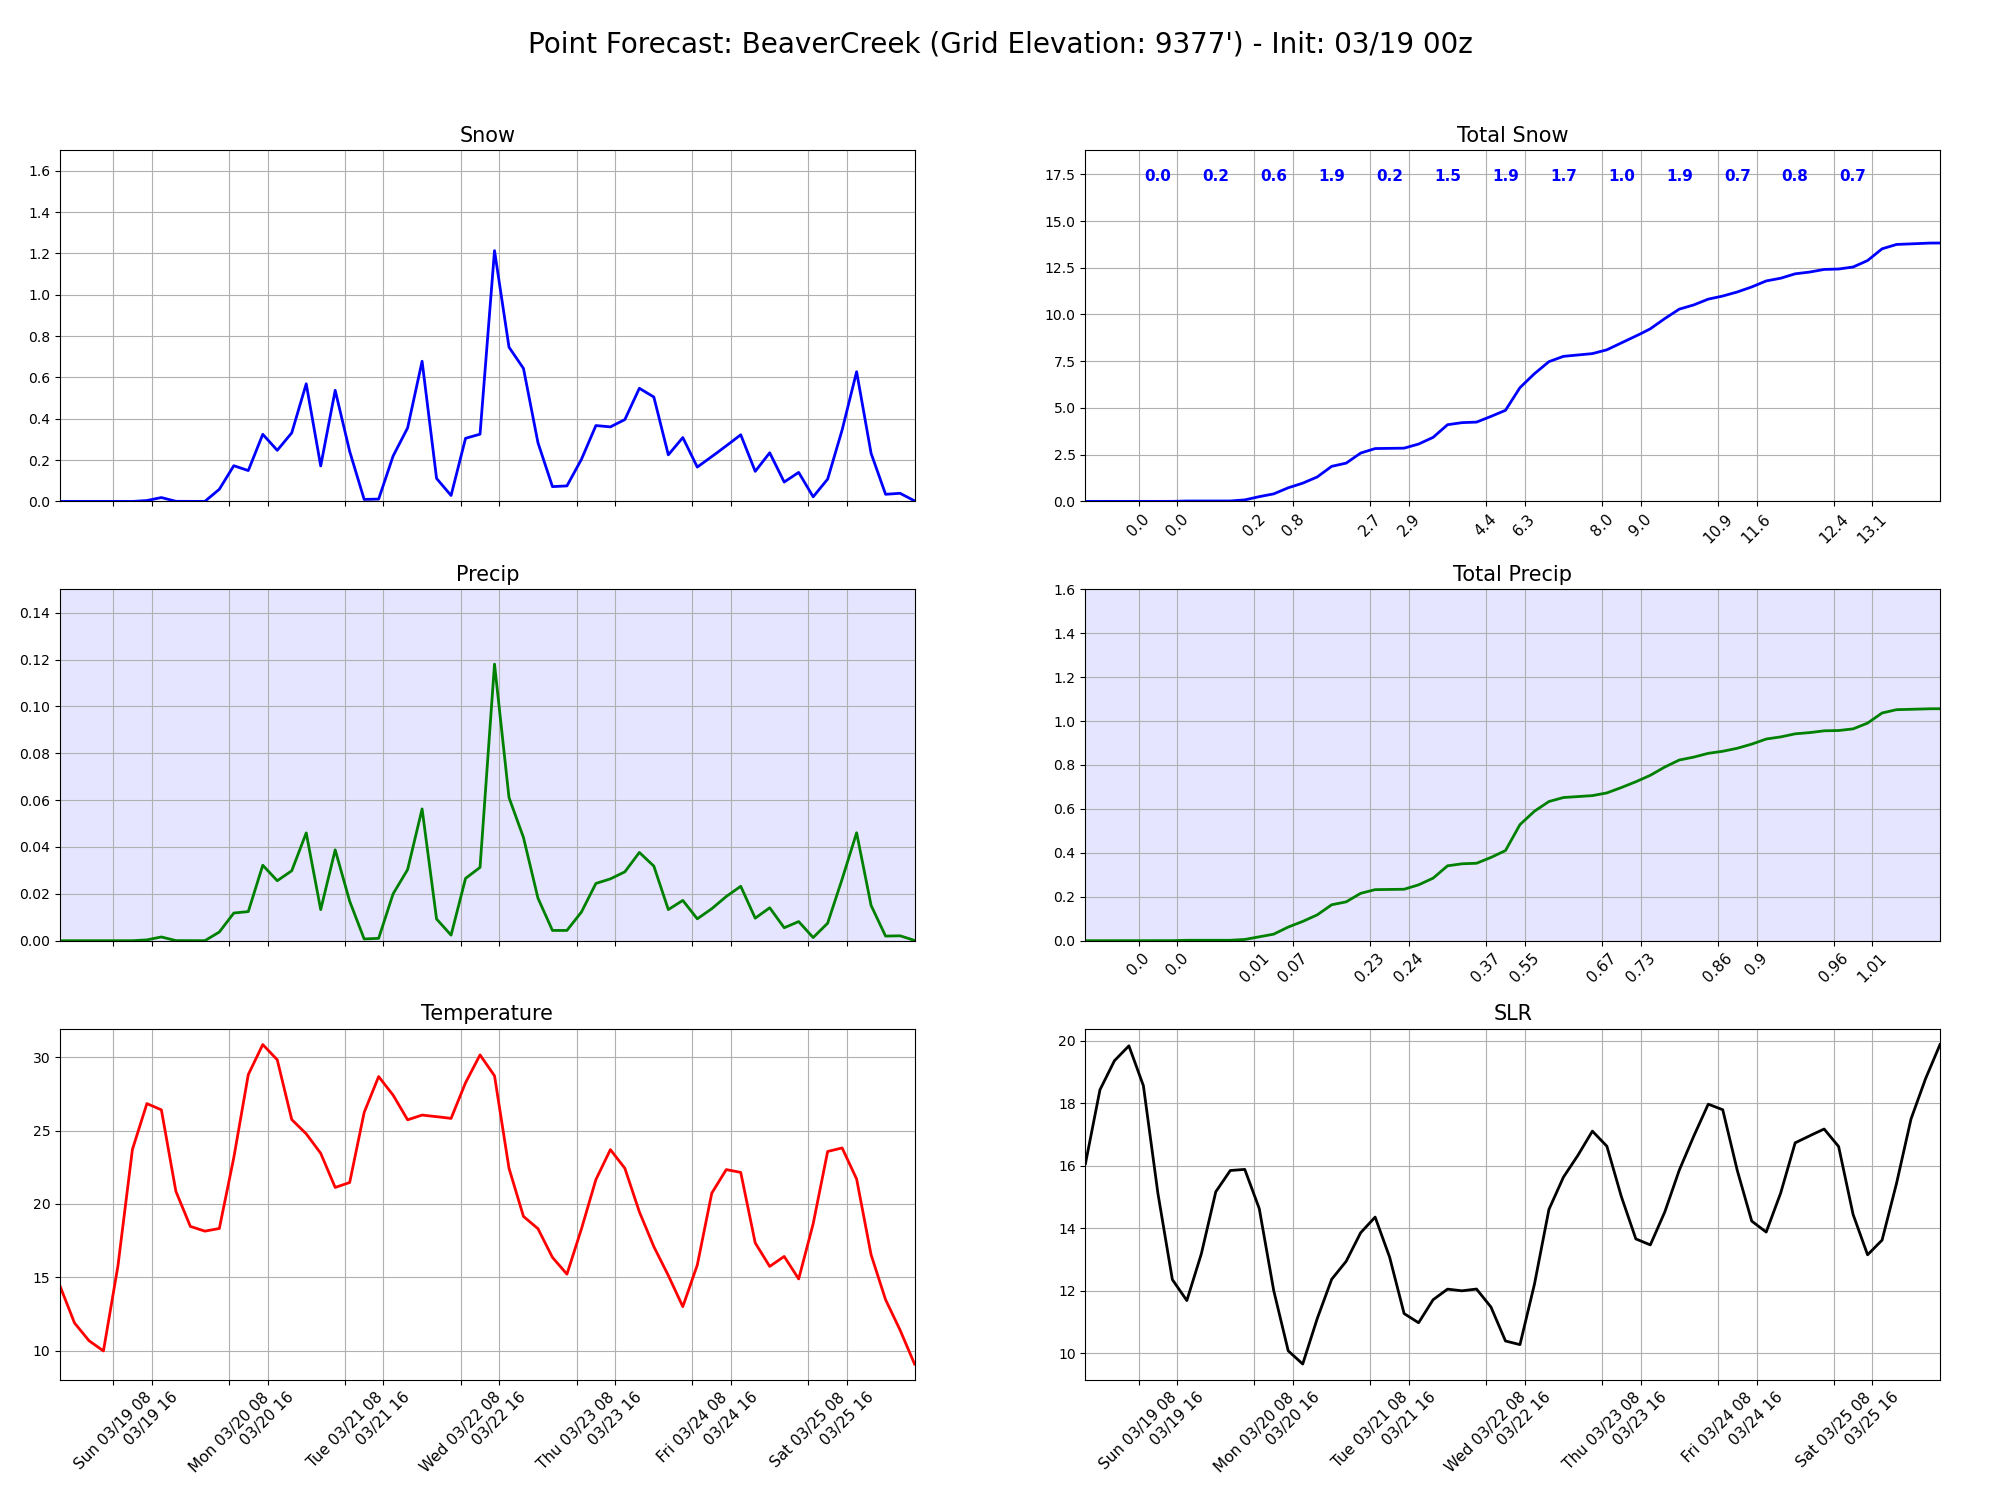 Point Forecast: BeaverCreek (Grid Elevation: 9377') - Init: 03/19 00z
Snow
1.6
1.4
1.2
1.0
0.8
0.6
0.4
0.2
0.0
Total Snow
0.0 0.2 0.6 1.9 0.2 1.5 1.9 1.7 1.0 1.9 0.7 0.8 0.7
17.5
15.0
12.5
10.0
7.5
5.0
2.5
0.0
0.0 0.0 0.2 0.8 2.7 2.9 4.4 6.3 8.0 9.0 10.9 11.6 12.4 13.1
Precip
0.14
0.12
0.10
0.08
0.06
0.04
0.02
0.00
Total Precip
1.6
1.4
1.2
1.0
0.8
0.6
0.4
0.2
0.0
0.0 0.0 0.01 0.07 0.23 0.24 0.37 0.55 0.67 0.73 0.86 0.9 0.96 1.01
Temperature
30
25
20
15
10
Sun 03/19 08
03/19 16
Mon 03/20 08
03/20 16
Tue 03/21 08
03/21 16
Wed 03/22 08
03/22 16
Thu 03/23 08
03/23 16
Fri 03/24 08
03/24 16
Sat 03/25 08
03/25 16
SLR
20
18
16
14
12
10
Sun 03/19 08
03/19 16
Mon 03/20 08
03/20 16
Tue 03/21 08
03/21 16
Wed 03/22 08
03/22 16
Thu 03/23 08
03/23 16
Fri 03/24 08
03/24 16
Sat 03/25 08
03/25 16